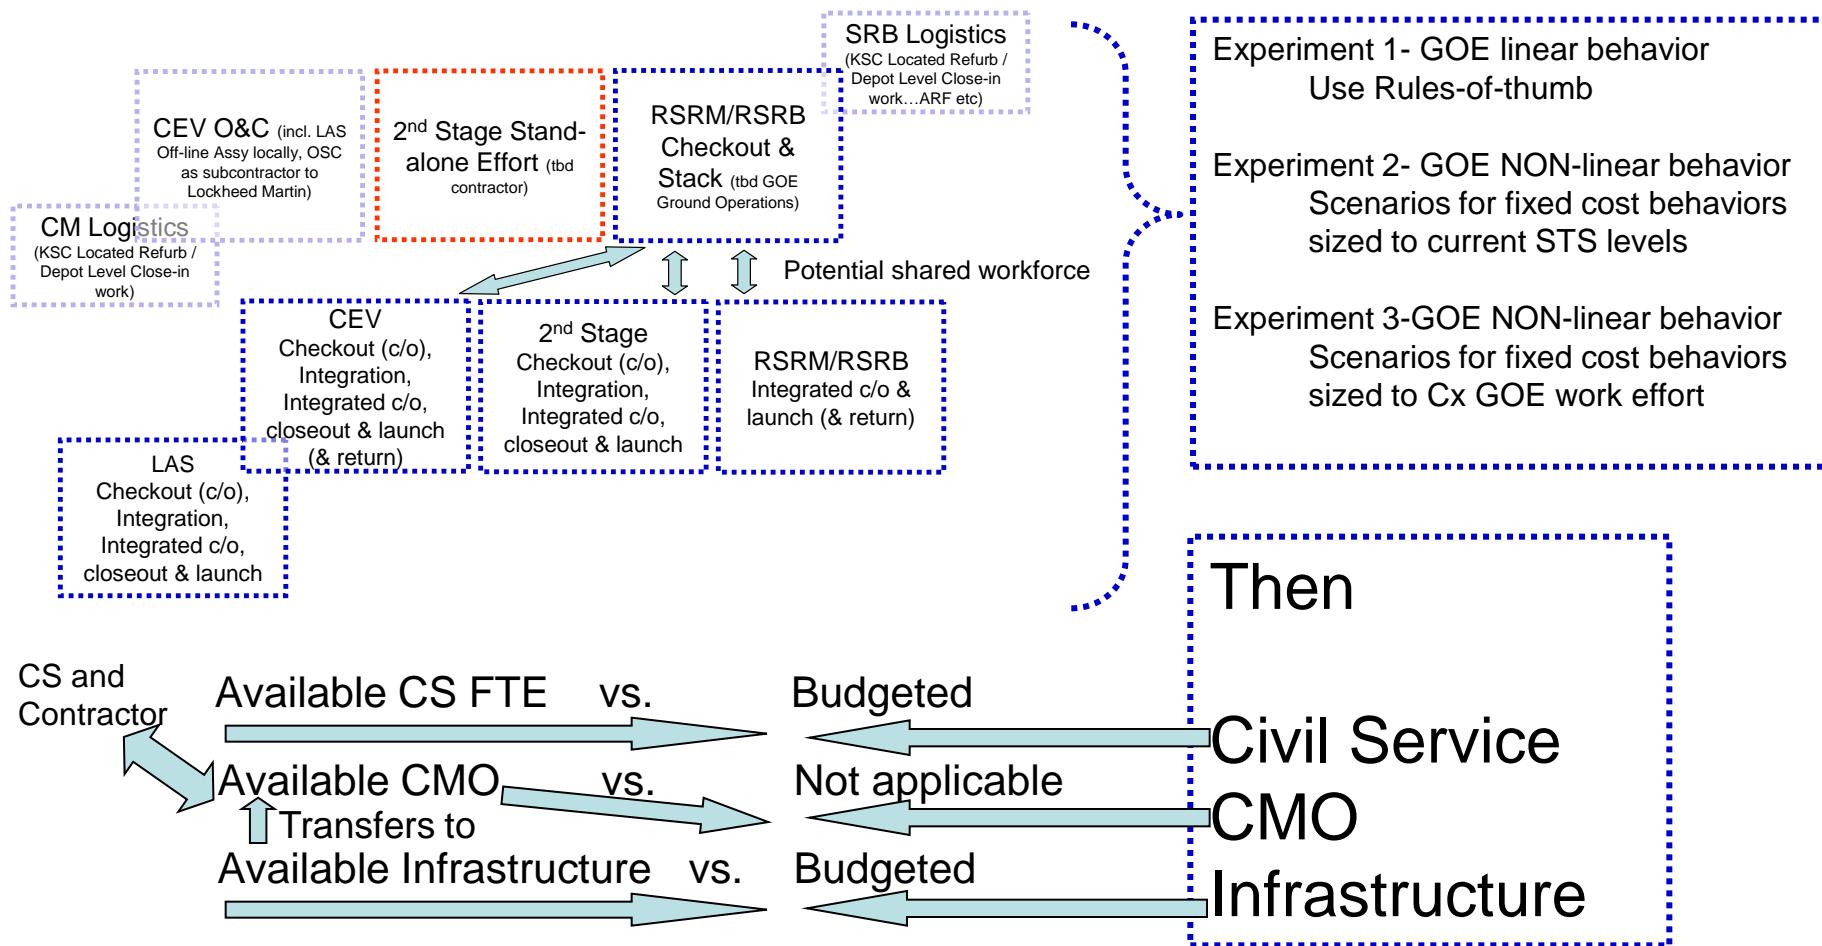 SRB Logistics
(KSC Located Refurb /
Depot Level Close-in
work…ARF etc)
CEV O&C (incl. LAS
Off-line Assy locally, OSC
as subcontractor to
Lockheed Martin)
2nd Stage Stand-
alone Effort (tbd
contractor)
RSRM/RSRB
Checkout &
Stack (tbd GOE
Ground Operations)
CM Logistics
(KSC Located Refurb /
Depot Level Close-in
work)
Potential shared workforce
CEV
Checkout (c/o),
Integration,
Integrated c/o,
closeout & launch
(& return)
2nd Stage
Checkout (c/o),
Integration,
Integrated c/o,
closeout & launch
RSRM/RSRB
Integrated c/o &
launch (& return)
LAS
Checkout (c/o),
Integration,
Integrated c/o,
closeout & launch
Experiment 1- GOE linear behavior
Use Rules-of-thumb
Experiment 2- GOE NON-linear behavior
Scenarios for fixed cost behaviors
sized to current STS levels
Experiment 3-GOE NON-linear behavior
Scenarios for fixed cost behaviors
sized to Cx GOE work effort
CS and
Contractor
Available CS FTE vs. Budgeted
Available CMO vs. Not applicable
Transfers to
Available Infrastructure vs. Budgeted
Then
Civil Service
CMO
Infrastructure